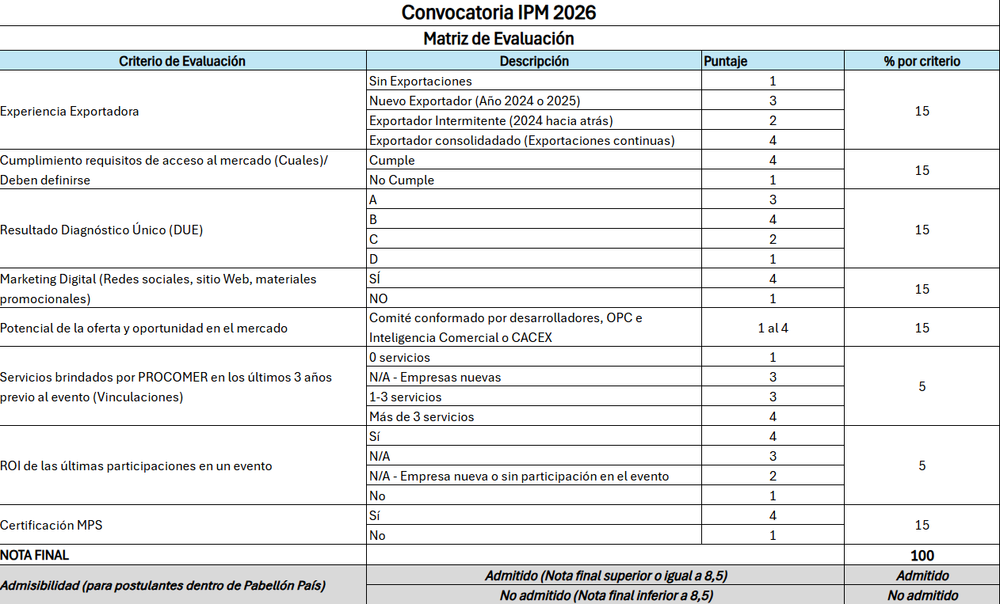 Convocatoria IPM 2026
Matriz de Evaluación
Criterio de Evaluación Descripción Puntaje % por criterio
Experiencia Exportadora
Sin Exportaciones 1
Nuevo Exportador (Año 2024 o 2025) 3
Exportador Intermitente (2024 hacia atrás) 2
Exportador consolidadado (Exportaciones continuas) 4
15
Cumplimiento requisitos de acceso al mercado (Cuales)/
Deben definirse
Cumple 4
No Cumple 1
15
Resultado Diagnóstico Único (DUE)
A 3
B 4
C 2
D 1
15
Marketing Digital (Redes sociales, sitio Web, materiales
promocionales)
SÍ 4
NO 1
15
Potencial de la oferta y oportunidad en el mercado
Comité conformado por desarrolladores, OPC e
Inteligencia Comercial o CACEX
1 al 4
15
Servicios brindados por PROCOMER en los últimos 3 años
previo al evento (Vinculaciones)
0 servicios 1
N/A - Empresas nuevas 3
1-3 servicios 3
Más de 3 servicios 4
5
ROI de las últimas participaciones en un evento
Sí 4
N/A 3
N/A - Empresa nueva o sin participación en el evento 2
No 1
5
Certificación MPS
Sí 4
No 1
15
NOTA FINAL 100
Admisibilidad (para postulantes dentro de Pabellón País)
Admitido (Nota final superior o igual a 8,5) Admitido
No admitido (Nota final inferior a 8,5) No admitido